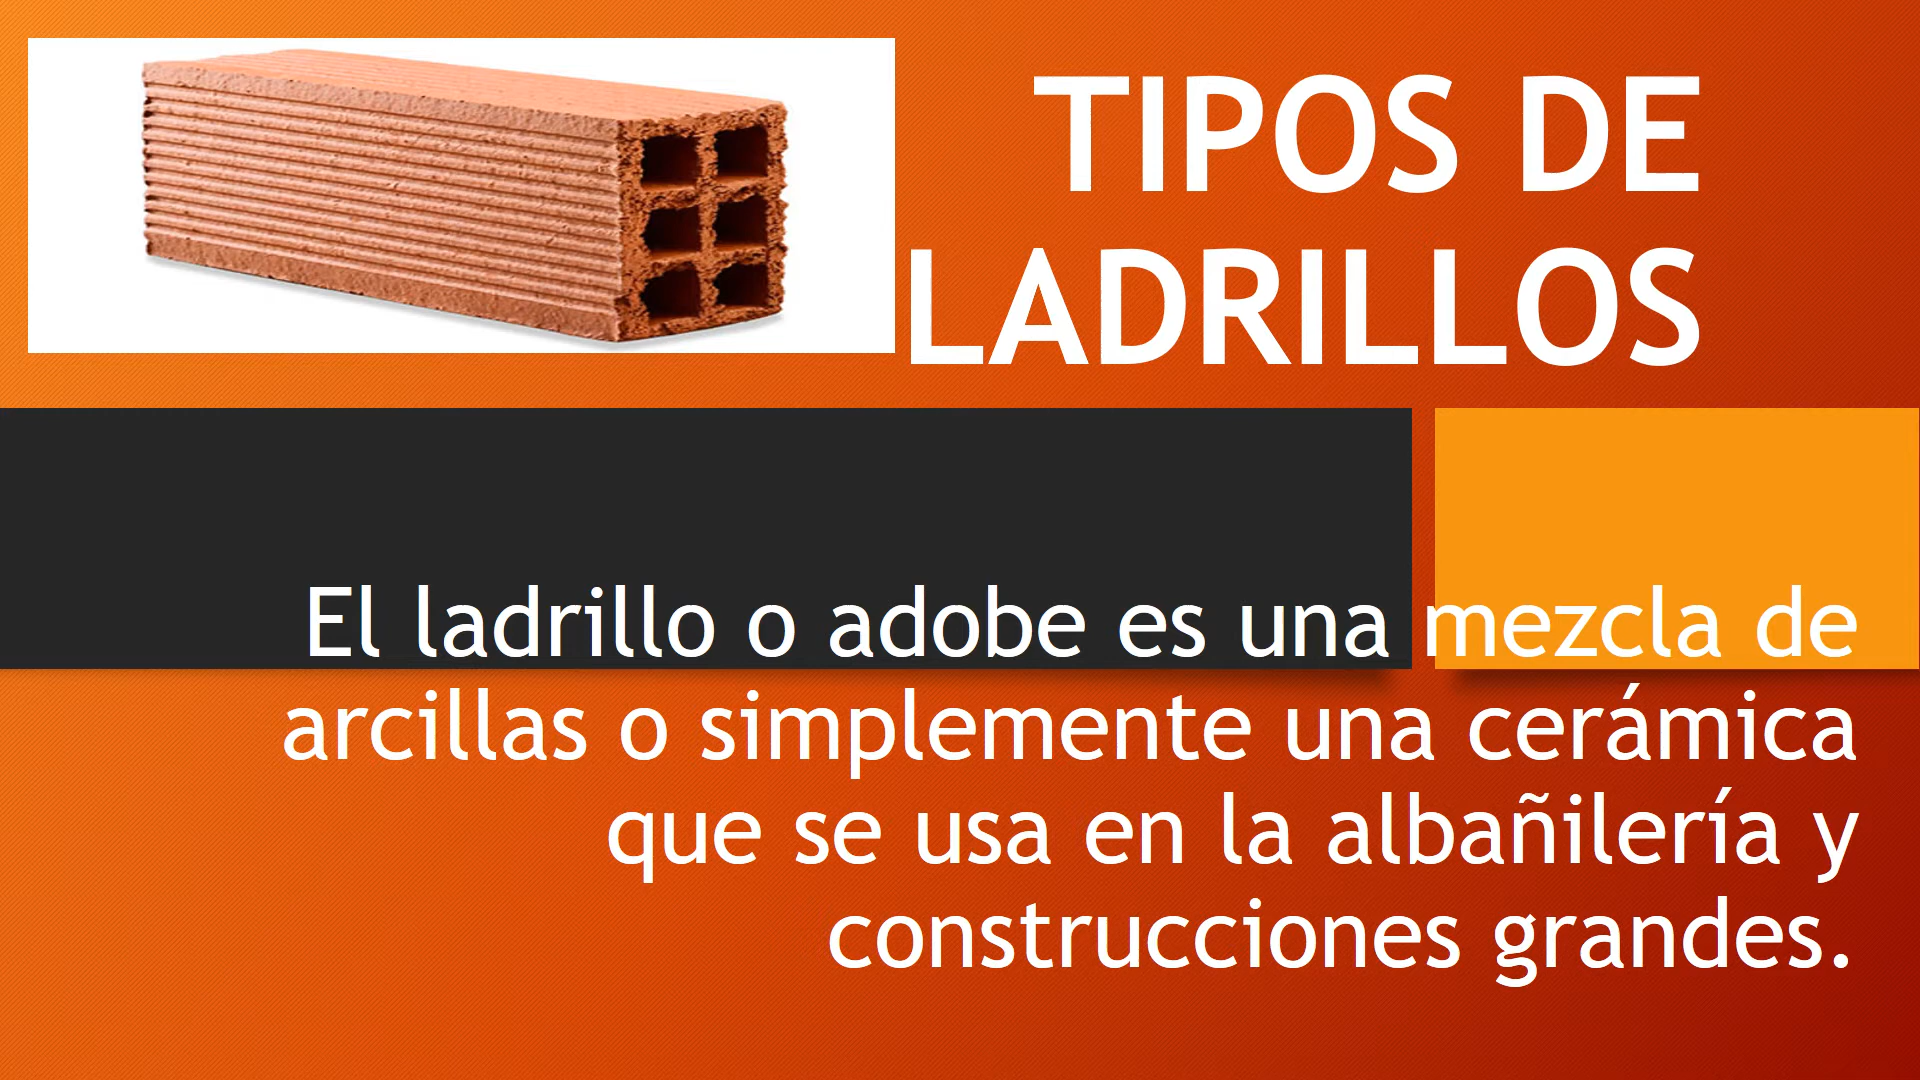 TIPOS DE
LADRILLOS
El ladrillo o adobe es una mezcla de
arcillas o simplemente una cerámica
que se usa en la albañilería y
construcciones grandes.